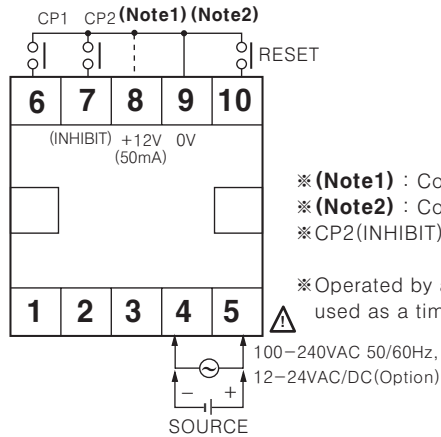 CP1 CP2 (Note1) (Note2)
RESET
6 7 8 9 10
(INHIBIT) +12V 0V
(50mA)
※(Note1) : Co
※(Note2) : Co
※CP2(INHIBIT)
※Operated by a
used as a tim
1 2 3 4 5
100-240VAC 50/60Hz,
12-24VAC/DC(Option)
− +
SOURCE